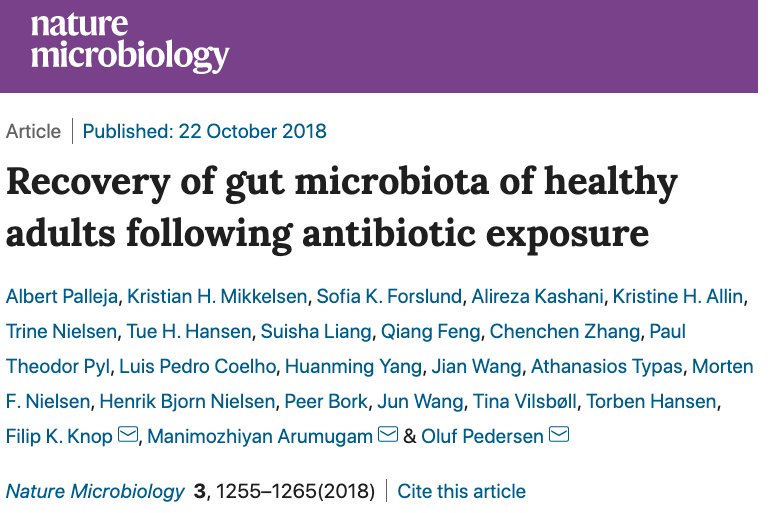 nature
microbiology
Article | Published: 22 October 2018
Recovery of gut microbiota of healthy
adults following antibiotic exposure
Albert Palleja, Kristian H. Mikkelsen, Sofia K. Forslund, Alireza Kashani, Kristine H. Allin,
Trine Nielsen, Tue H. Hansen, Suisha Liang, Qiang Feng, Chenchen Zhang, Paul
Theodor Pyl, Luis Pedro Coelho, Huanming Yang, Jian Wang, Athanasios Typas, Morten
F. Nielsen, Henrik Bjorn Nielsen, Peer Bork, Jun Wang, Tina Vilsbøll, Torben Hansen,
Filip K. Knop, Manimozhiyan Arumugam & Oluf Pedersen
Nature Microbiology 3, 1255–1265(2018) | Cite this article